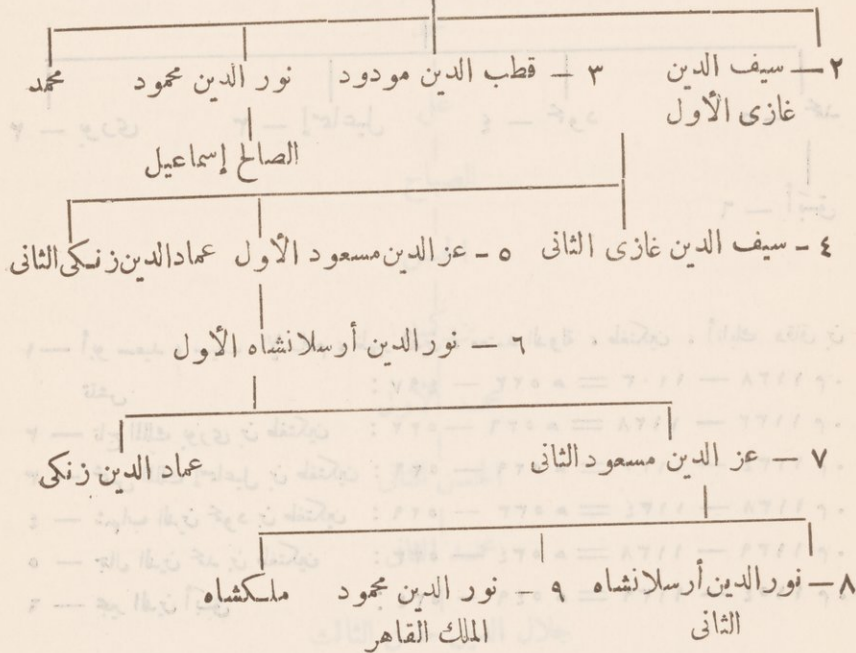 ٢ — سيف الدين ٣ — قطب الدين مودود نور الدين محمود محمد
غازى الأول
الصالح إسماعيل
٤ - سيف الدين غازى الثانى ٥ - عز الدين مسعود الأول عماد الدين زنكى الثانى
٦ — نور الدين أرسلانشاه الأول
٧ — عز الدين مسعود الثانى عماد الدين زنكى
٨ — نور الدين أرسلانشاه ٩ - نور الدين محمود ملكشاه
الثانى الملك القاهر